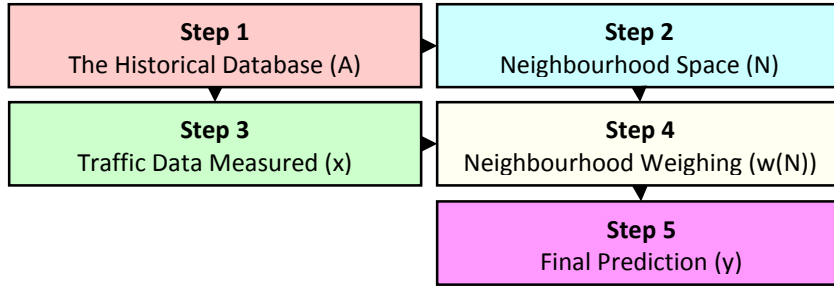 Step 1
The Historical Database (A)
Step 2
Neighbourhood Space (N)
Step 3
Traffic Data Measured (x)
Step 4
Neighbourhood Weighing (w(N))
Step 5
Final Prediction (y)